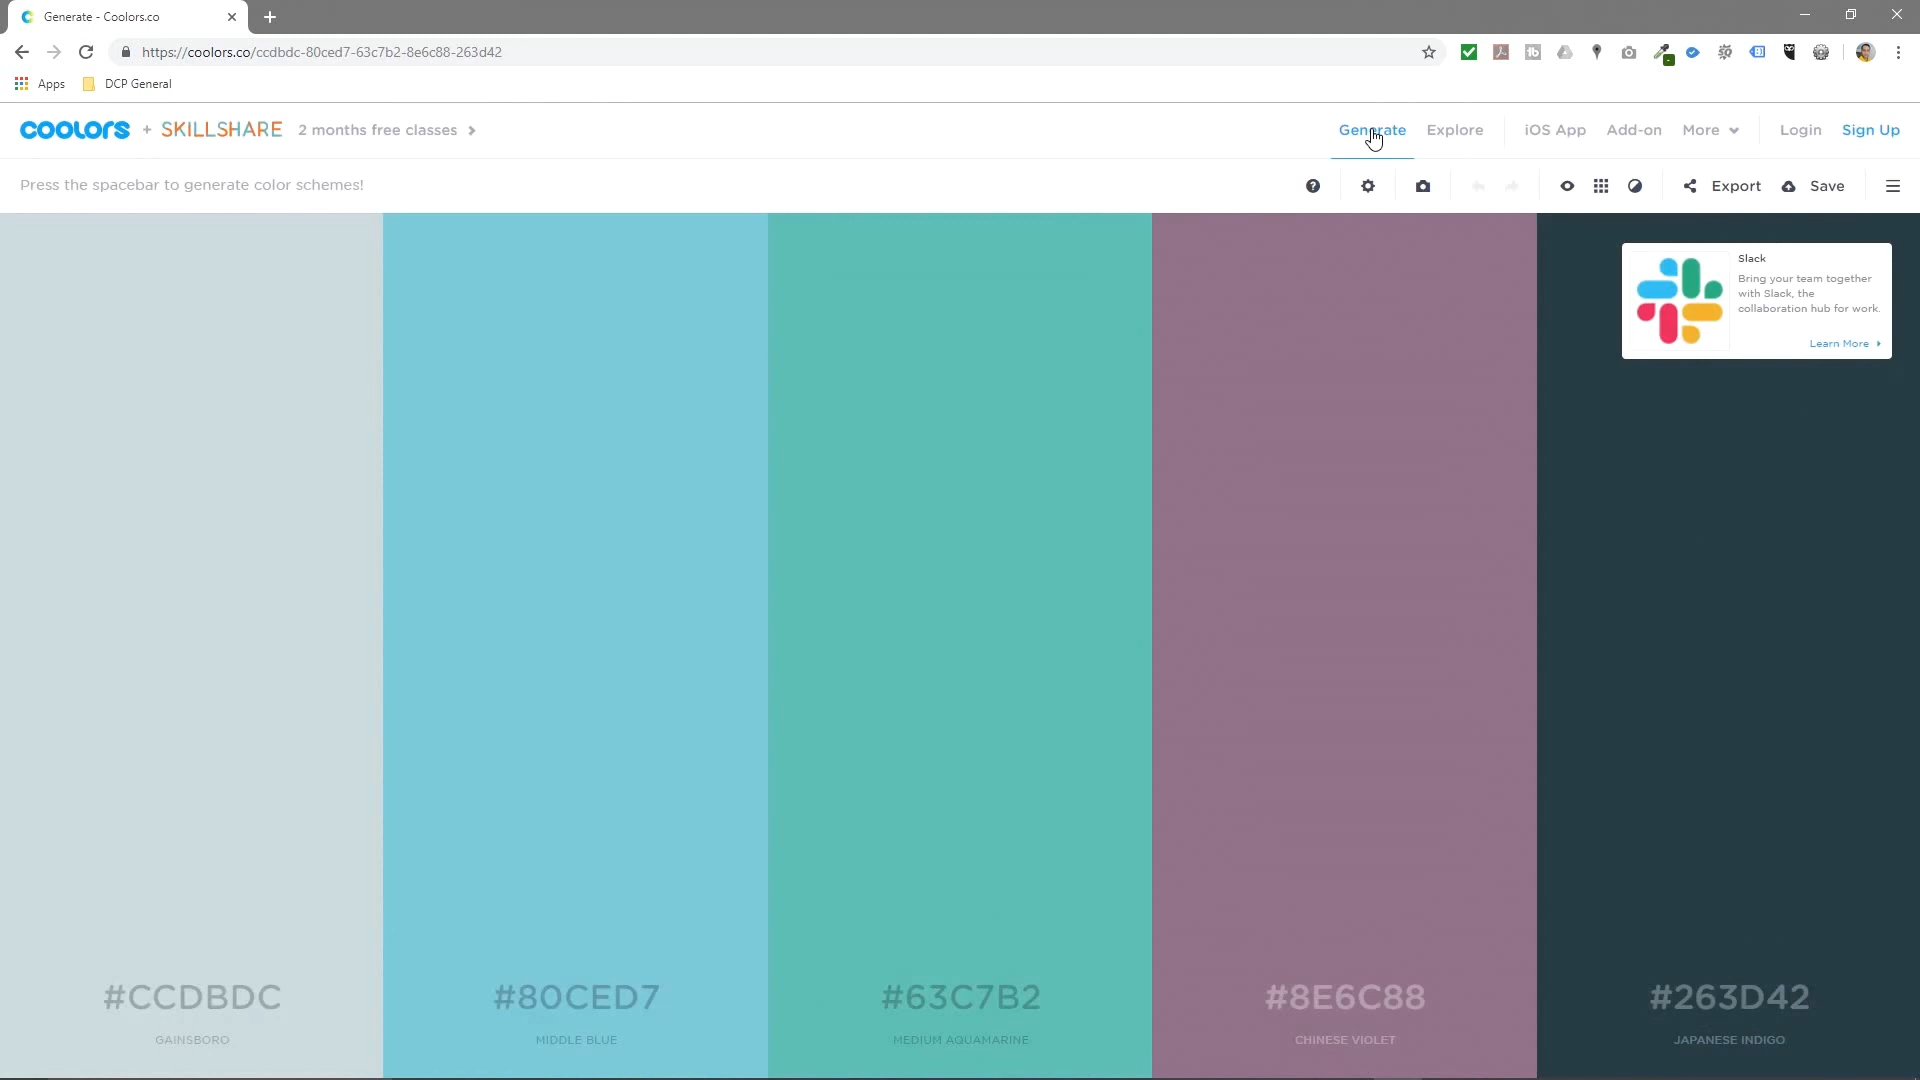 Generate - Coolors.co
https://coolors.co/ccdbdc-80ced7-63c7b2-8e6c88-263d42
Apps
DCP General
coolors + SKILLSHARE 2 months free classes
Generate
Explore
iOS App
Add-on
More
Login
Sign Up
Press the spacebar to generate color schemes!
Export
Save
Slack
Bring your team together
with Slack, the
collaboration hub for work.
Learn More
#CCDBDC
GAINSBORO
#80CED7
MIDDLE BLUE
#63C7B2
MEDIUM AQUAMARINE
#8E6C88
CHINESE VIOLET
#263D42
JAPANESE INDIGO